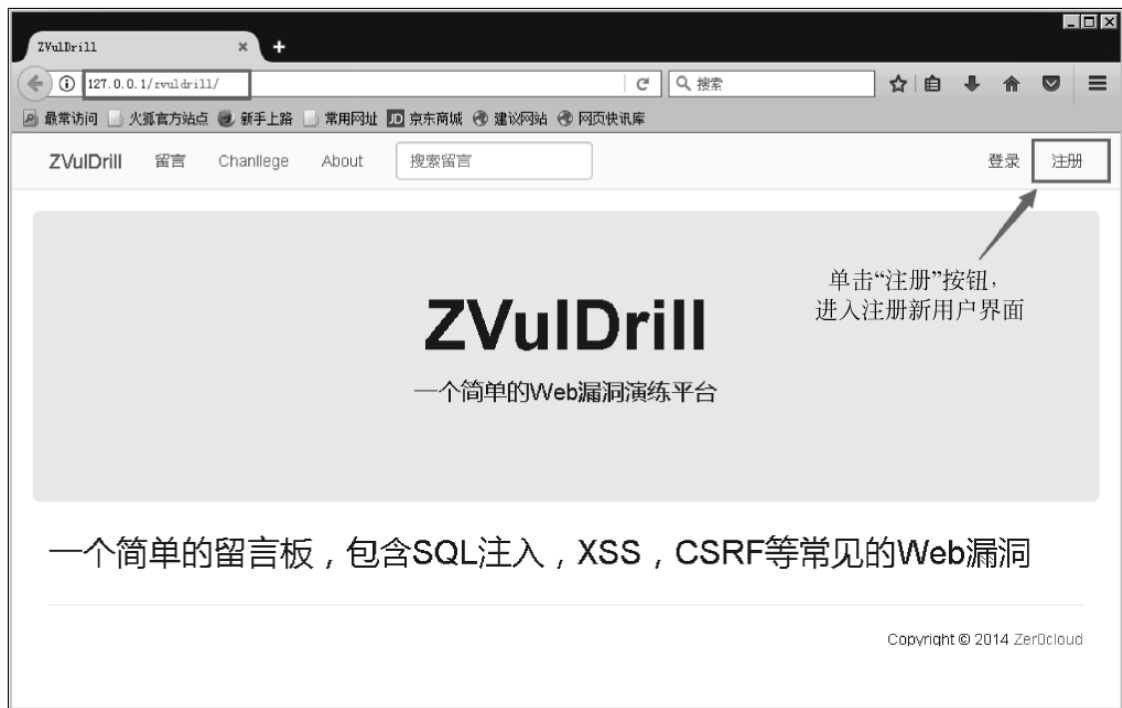 ZVulDrill
127.0.0.1/zvuldrill/
搜索
最常访问 火狐官方站点 新手上路 常用网址 JD 京东商城 建议网站 网页快讯库
ZVulDrill 留言 Chanllege About 搜索留言 登录 注册
单击“注册”按钮，
进入注册新用户界面
ZVulDrill
一个简单的Web漏洞演练平台
一个简单的留言板，包含SQL注入，XSS，CSRF等常见的Web漏洞
Copyright © 2014 Zer0cloud